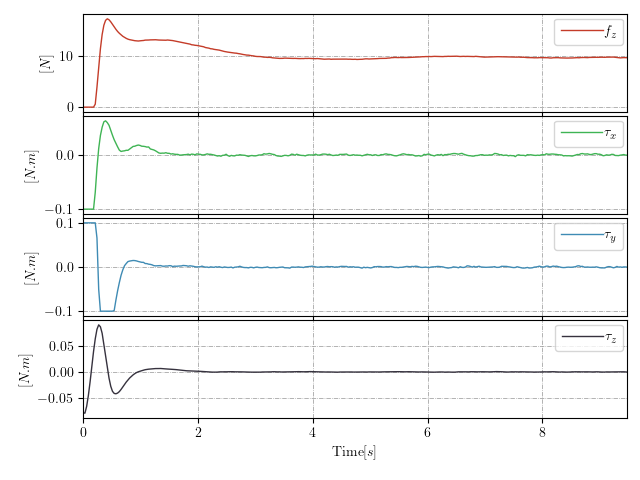 10
0
[N]
f_z
0.0
−0.1
[N.m]
τ_x
0.1
0.0
−0.1
[N.m]
τ_y
0.05
0.00
−0.05
[N.m]
τ_z
0 2 4 6 8
Time[s]